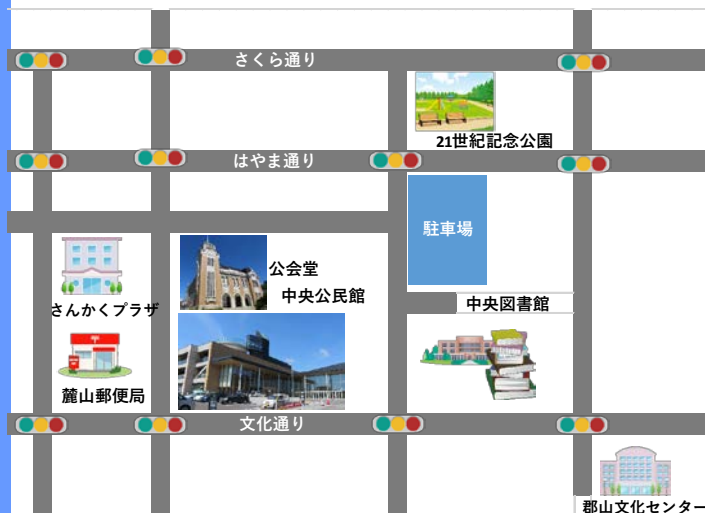 さくら通り
21世紀記念公園
はやま通り
駐車場
公会堂
中央公民館
さんかくプラザ
中央図書館
麓山郵便局
文化通り
郡山文化センター